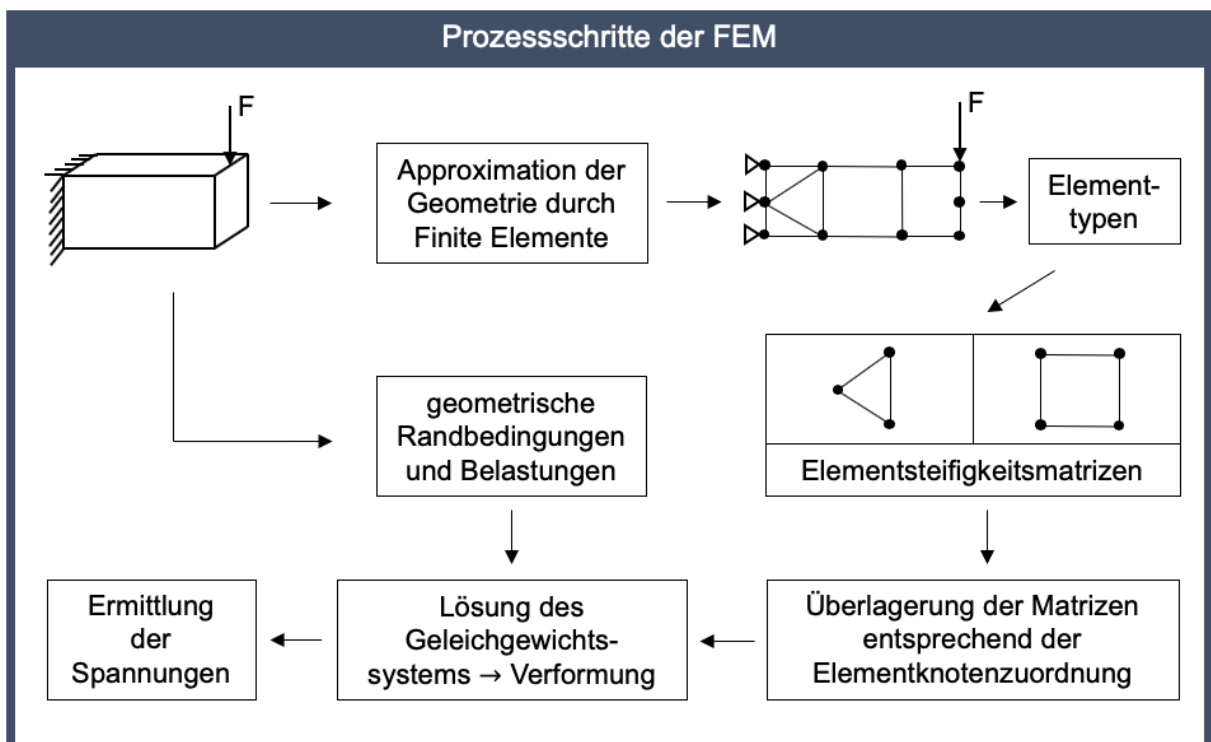 Prozessschritte der FEM
F
F
Approximation der
Geometrie durch
Finite Elemente
Element-
typen
geometrische
Randbedingungen
und Belastungen
Elementsteifigkeitsmatrizen
Ermittlung
der
Spannungen
Lösung des
Geleichgewichts-
systems → Verformung
Überlagerung der Matrizen
entsprechend der
Elementknotenzuordnung